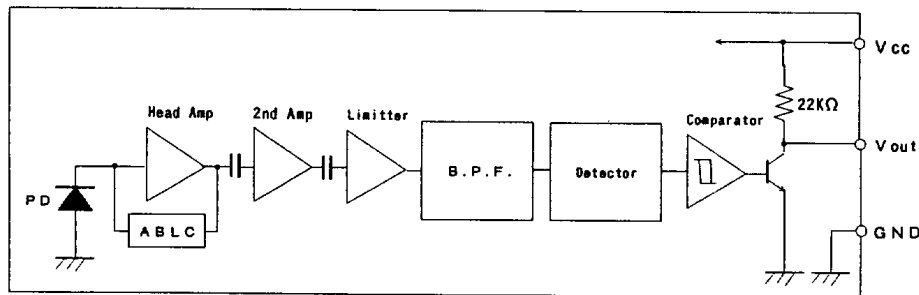 Vcc
22KΩ
Head Amp
2nd Amp
Limitter
Comparator
Vout
B.P.F.
Detector
PD
ABLC
GND